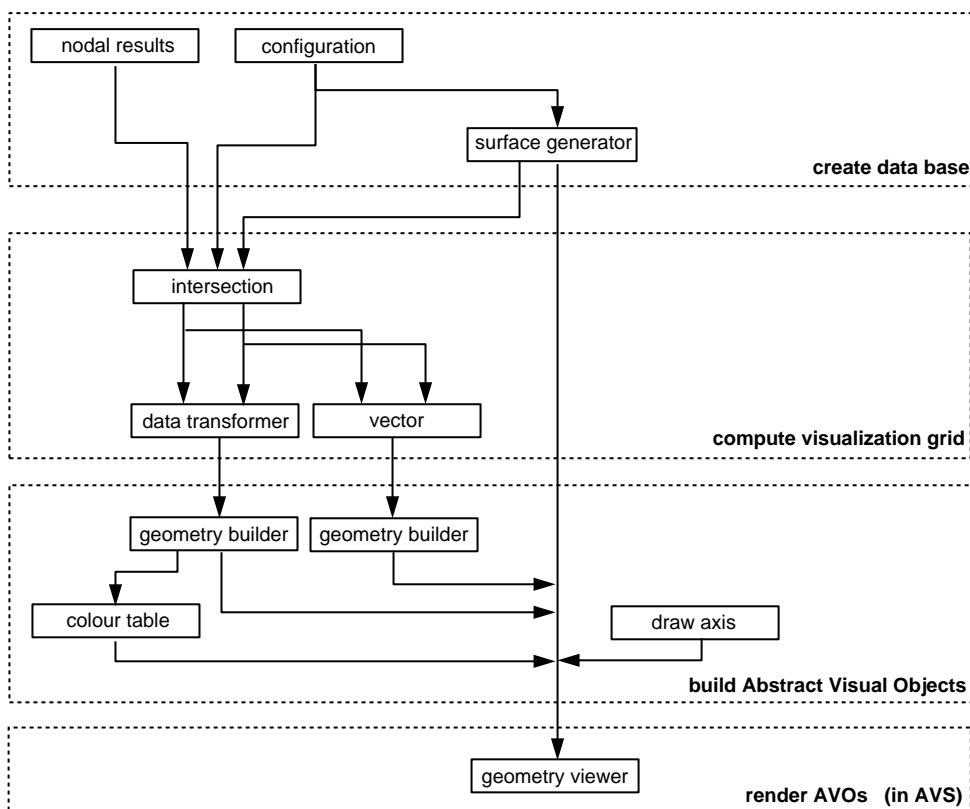 nodal results
configuration
surface generator
create data base
intersection
data transformer
vector
compute visualization grid
geometry builder
geometry builder
colour table
draw axis
build Abstract Visual Objects
geometry viewer
render AVOs (in AVS)